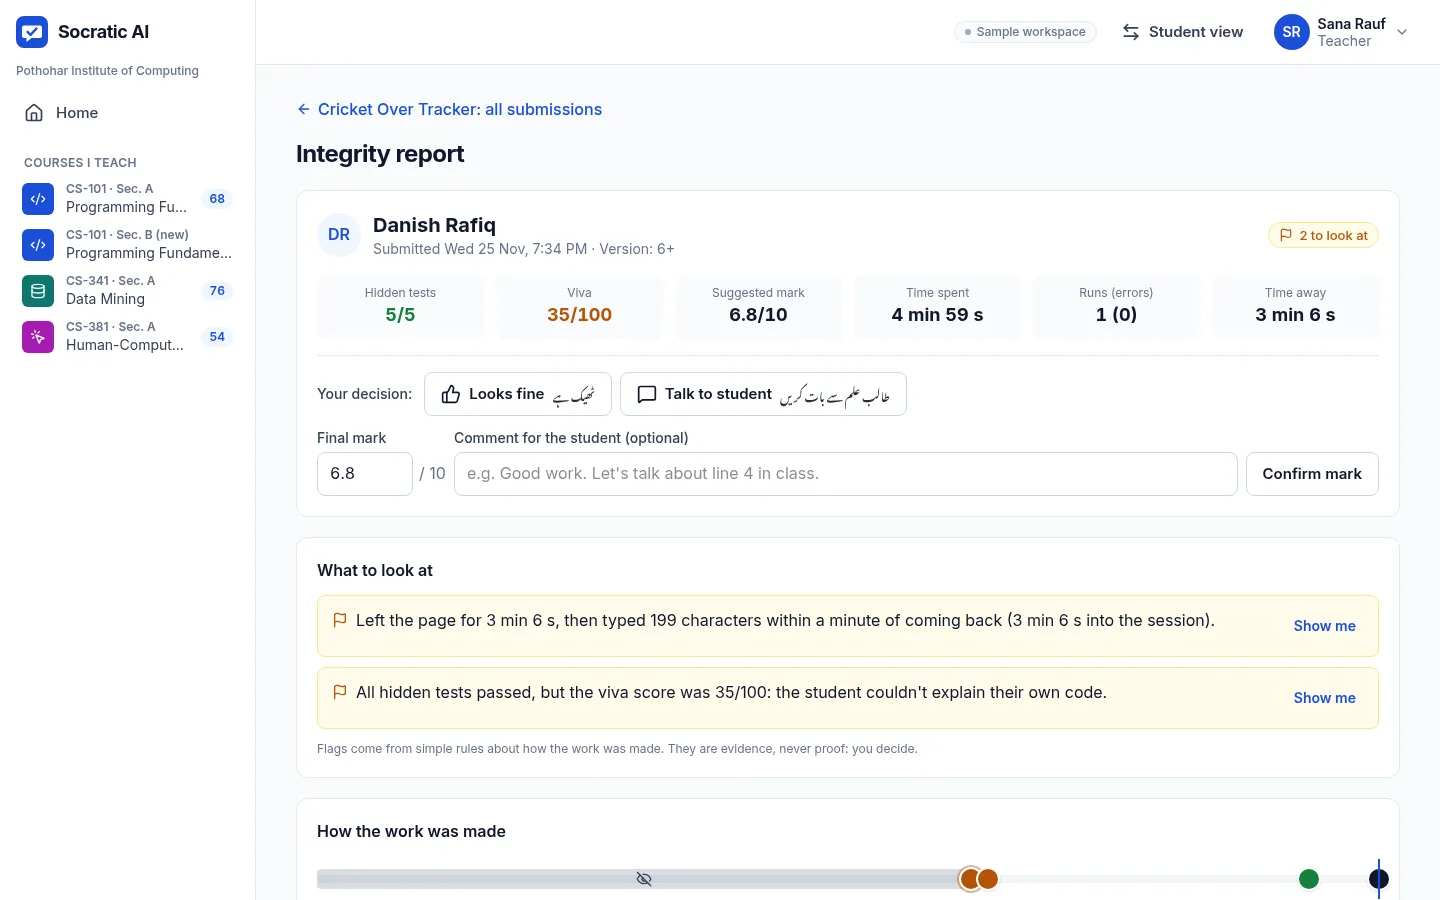 Socratic AI
Pothohar Institute of Computing
Home
COURSES I TEACH
CS-101 · Sec. A
Programming Fu...
68
CS-101 · Sec. B (new)
Programming Fundame...
CS-341 · Sec. A
Data Mining
76
CS-381 · Sec. A
Human-Comput...
54
Sample workspace
Student view
SR
Sana Rauf
Teacher
← Cricket Over Tracker: all submissions
Integrity report
DR
Danish Rafiq
Submitted Wed 25 Nov, 7:34 PM · Version: 6+
2 to look at
Hidden tests
5/5
Viva
35/100
Suggested mark
6.8/10
Time spent
4 min 59 s
Runs (errors)
1 (0)
Time away
3 min 6 s
Your decision:
Looks fine ٹھیک ہے
Talk to student طالب علم سے بات کریں
Final mark
6.8
/ 10
Comment for the student (optional)
e.g. Good work. Let's talk about line 4 in class.
Confirm mark
What to look at
Left the page for 3 min 6 s, then typed 199 characters within a minute of coming back (3 min 6 s into the session).
Show me
All hidden tests passed, but the viva score was 35/100: the student couldn't explain their own code.
Show me
Flags come from simple rules about how the work was made. They are evidence, never proof: you decide.
How the work was made